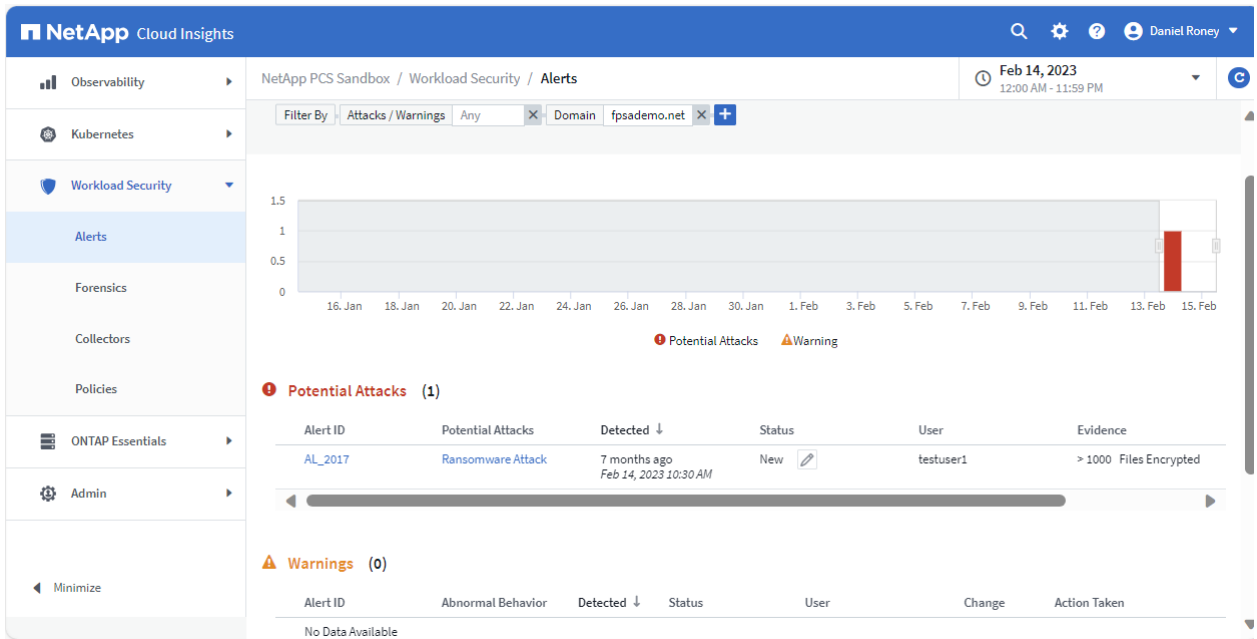 NetApp Cloud Insights
Daniel Roney
Observability
Kubernetes
Workload Security
Alerts
Forensics
Collectors
Policies
ONTAP Essentials
Admin
Minimize
NetApp PCS Sandbox / Workload Security / Alerts
Feb 14, 2023
12:00 AM - 11:59 PM
C
Filter By Attacks / Warnings Any X Domain fpsademo.net X +
1.5
1
0.5
0
16. Jan 18. Jan 20. Jan 22. Jan 24. Jan 26. Jan 28. Jan 30. Jan 1. Feb 3. Feb 5. Feb 7. Feb 9. Feb 11. Feb 13. Feb 15. Feb
Potential Attacks Warning
Potential Attacks (1)
Alert ID Potential Attacks Detected ↓ Status User Evidence
AL_2017 Ransomware Attack 7 months ago New testuser1 > 1000 Files Encrypted
Feb 14, 2023 10:30 AM
Warnings (0)
Alert ID Abnormal Behavior Detected ↓ Status User Change Action Taken
No Data Available